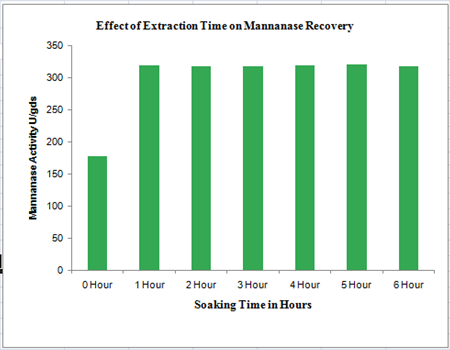 Effect of Extraction Time on Mannanase Recovery
Mannanase Activity U/gds
350
300
250
200
150
100
50
0
0 Hour 1 Hour 2 Hour 3 Hour 4 Hour 5 Hour 6 Hour
Soaking Time in Hours